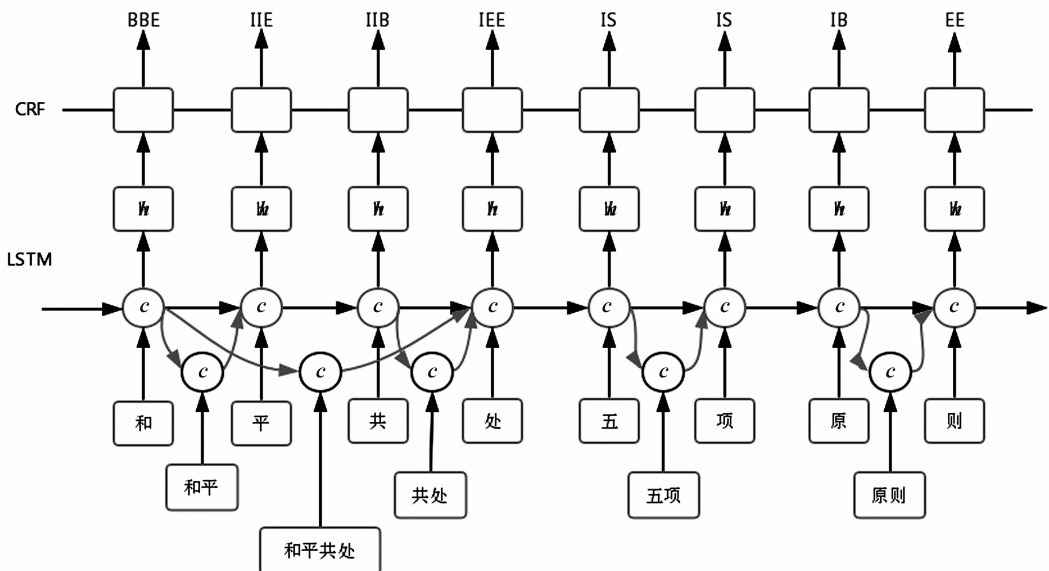 BBE IIE IIB IEE IS IS IB EE
CRF
h h h h h h h h
LSTM
c c c c c c c c
c c c c c
和 平 共 处 五 项 原 则
和平 共处 五项 原则
和平共处